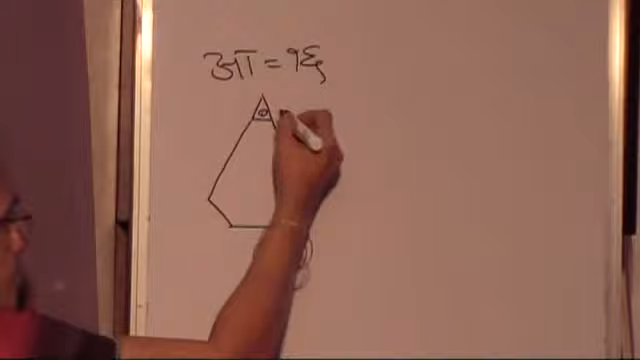 आ = १६